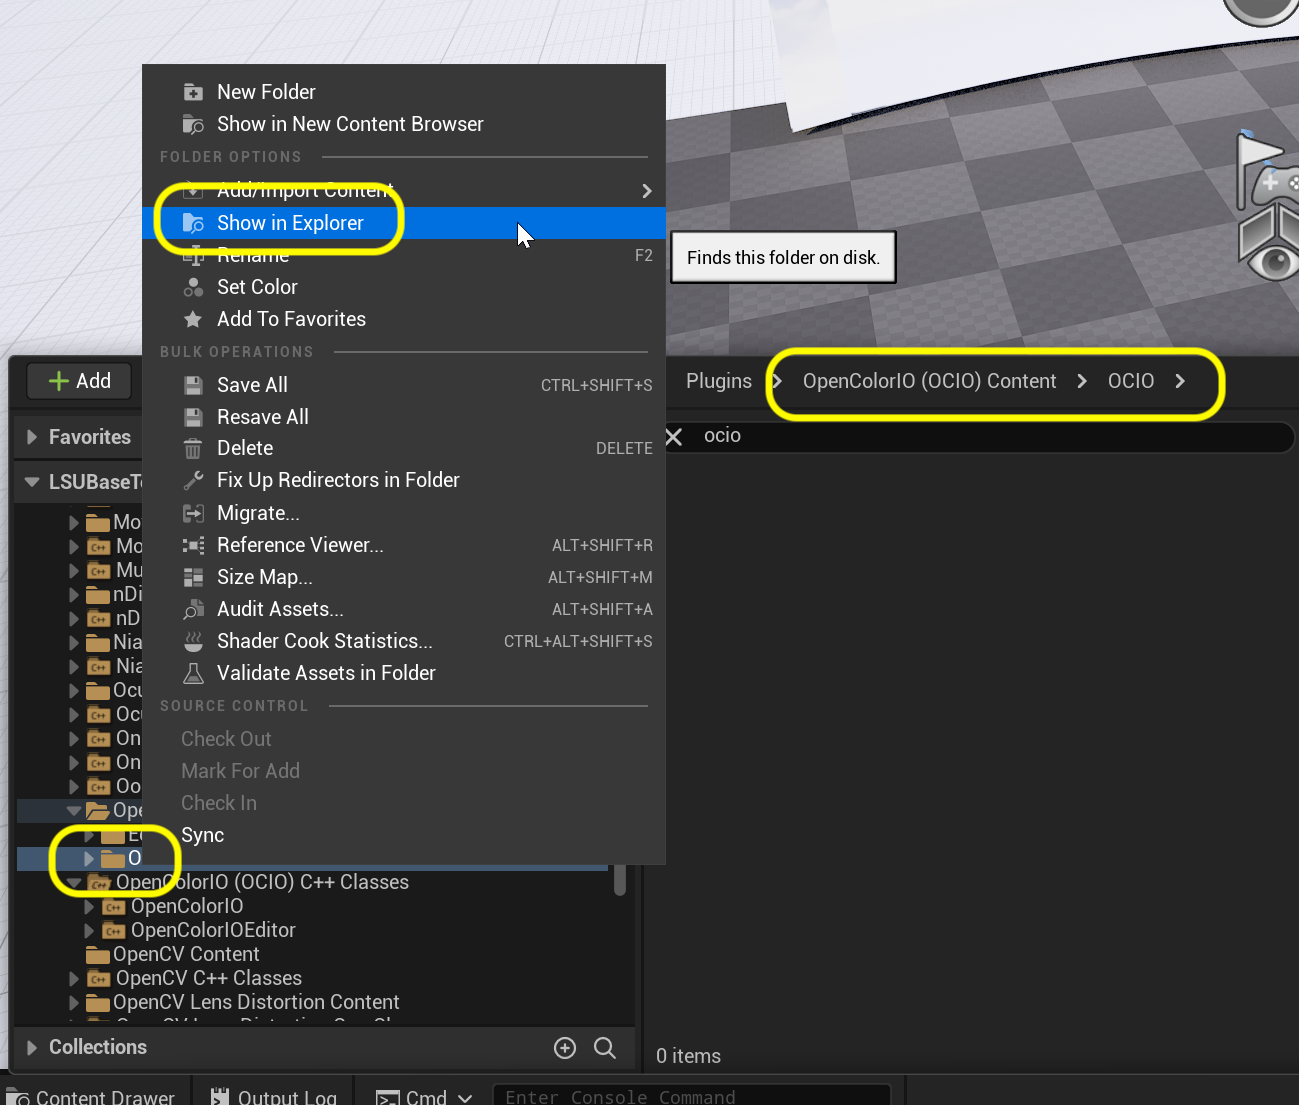 New Folder
Show in New Content Browser
FOLDER OPTIONS
Add/Import Content
Show in Explorer
Rename F2
Finds this folder on disk.
Set Color
Add To Favorites
BULK OPERATIONS
Add
Plugins OpenColorIO (OCIO) Content OCIO
Save All CTRL+SHIFT+S
Resave All
Favorites
ocio
Delete DELETE
Fix Up Redirectors in Folder
LSUBaseTe
Migrate...
Mo
Reference Viewer... ALT+SHIFT+R
Mo
Mu
Size Map... ALT+SHIFT+M
nDi
Audit Assets... ALT+SHIFT+A
nD
Shader Cook Statistics... CTRL+ALT+SHIFT+S
Nia
Nia
Validate Assets in Folder
Ocu
SOURCE CONTROL
Ocu
On
Check Out
On
Mark For Add
Oo
Check In
Ope
Sync
O
OpenColorIO (OCIO) C++ Classes
OpenColorIO
OpenColorIOEditor
OpenCV Content
OpenCV C++ Classes
OpenCV Lens Distortion Content
Collections
0 items
Content Drawer Output Log Cmd Enter Console Command